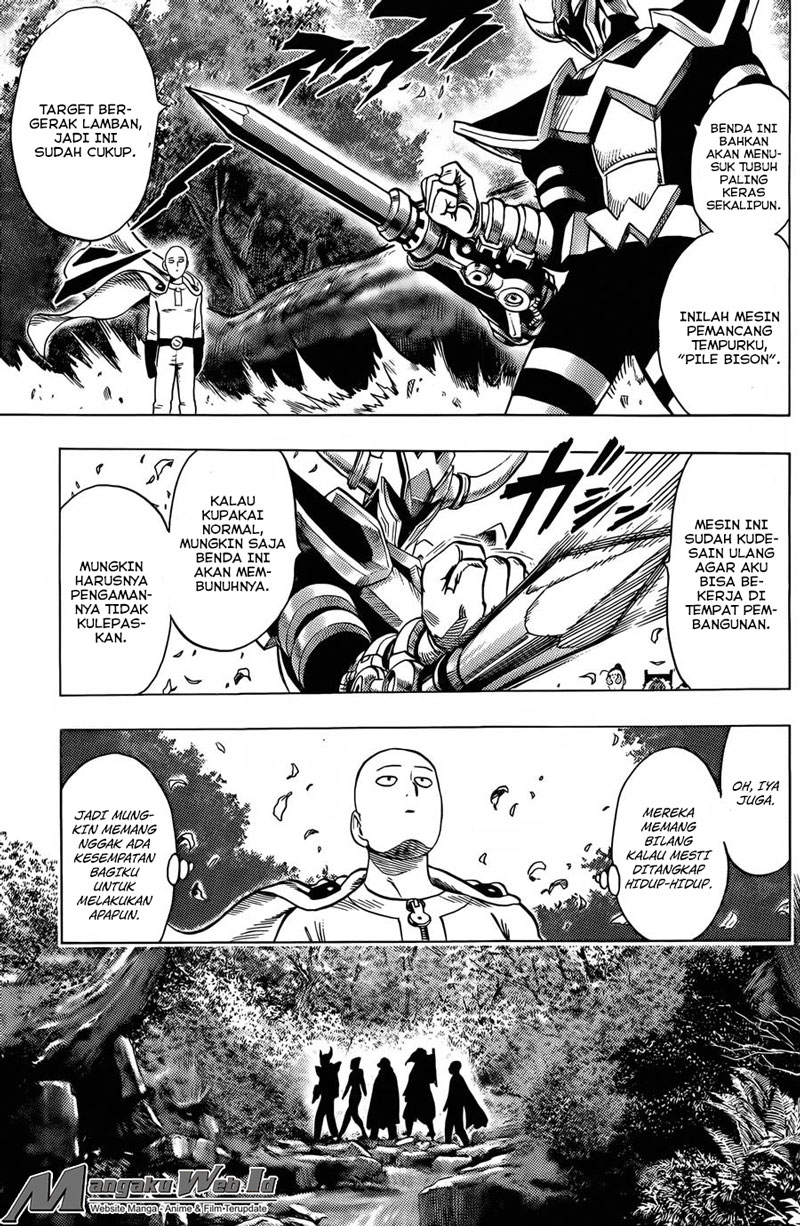 BENDA INI
BAHKAN
AKAN MENU-
SUK TUBUH
PALING
KERAS
SEKALIPUN.
INILAH MESIN
PEMANCANG
TEMPURKU,
"PILE BISON".
TARGET BER-
GERAK LAMBAN,
JADI INI
SUDAH CUKUP.
MESIN INI
SUDAH KUDE-
SAIN ULANG
AGAR AKU
BISA BE-
KERJA DI
TEMPAT PEM-
BANGUNAN.
ガ
KALAU
KUPAKAI
NORMAL,
MUNGKIN SAJA
BENDA INI
AKAN MEM-
BUNUHNYA.
MUNGKIN
HARUSNYA
PENGAMAN-
NYA TIDAK
KULEPAS-
KAN.
OH, IYA
JUGA.
MEREKA
MEMANG
BILANG
KALAU MESTI
DITANGKAP
HIDUP-HIDUP.
JADI MUNG-
KIN MEMANG
NGGAK ADA
KESEMPATAN
BAGIKU
UNTUK
MELAKUKAN
APAPUN.
Mangaku Web Id
Website Manga - Anime & Film Terupdate